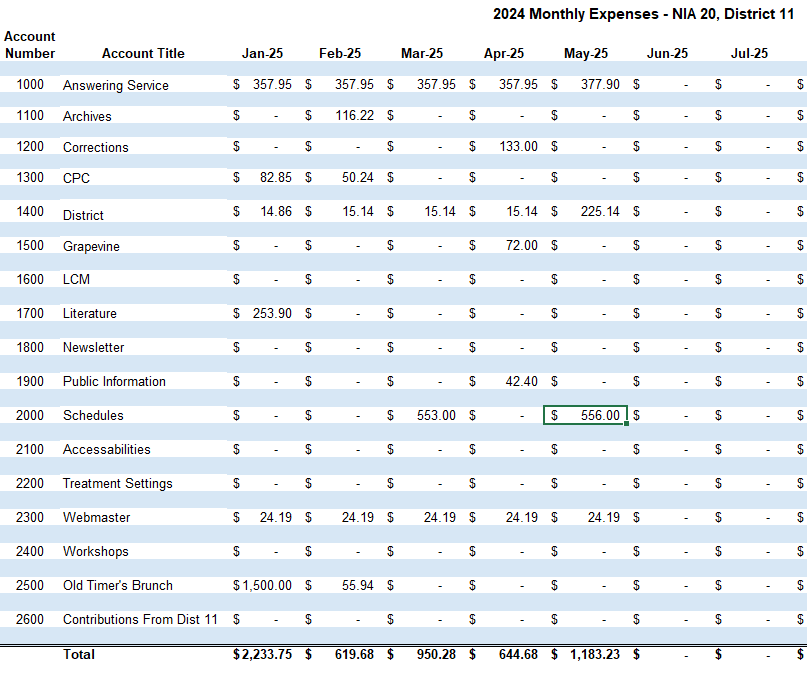 2024 Monthly Expenses - NIA 20, District 11
Account
Number Account Title Jan-25 Feb-25 Mar-25 Apr-25 May-25 Jun-25 Jul-25
1000 Answering Service $ 357.95 $ 357.95 $ 357.95 $ 357.95 $ 377.90 $ - $ - $
1100 Archives $ - $ 116.22 $ - $ - $ - $ - $ - $
1200 Corrections $ - $ - $ - $ 133.00 $ - $ - $ - $
1300 CPC $ 82.85 $ 50.24 $ - $ - $ - $ - $ - $
1400 District $ 14.86 $ 15.14 $ 15.14 $ 15.14 $ 225.14 $ - $ - $
1500 Grapevine $ - $ - $ - $ 72.00 $ - $ - $ - $
1600 LCM $ - $ - $ - $ - $ - $ - $ - $
1700 Literature $ 253.90 $ - $ - $ - $ - $ - $ - $
1800 Newsletter $ - $ - $ - $ - $ - $ - $ - $
1900 Public Information $ - $ - $ - $ 42.40 $ - $ - $ - $
2000 Schedules $ - $ - $ 553.00 $ - $ 556.00 $ - $ - $
2100 Accessabilities $ - $ - $ - $ - $ - $ - $ - $
2200 Treatment Settings $ - $ - $ - $ - $ - $ - $ - $
2300 Webmaster $ 24.19 $ 24.19 $ 24.19 $ 24.19 $ 24.19 $ - $ - $
2400 Workshops $ - $ - $ - $ - $ - $ - $ - $
2500 Old Timer's Brunch $1,500.00 $ 55.94 $ - $ - $ - $ - $ - $
2600 Contributions From Dist 11 $ - $ - $ - $ - $ - $ - $ - $
Total $2,233.75 $ 619.68 $ 950.28 $ 644.68 $ 1,183.23 $ - $ - $